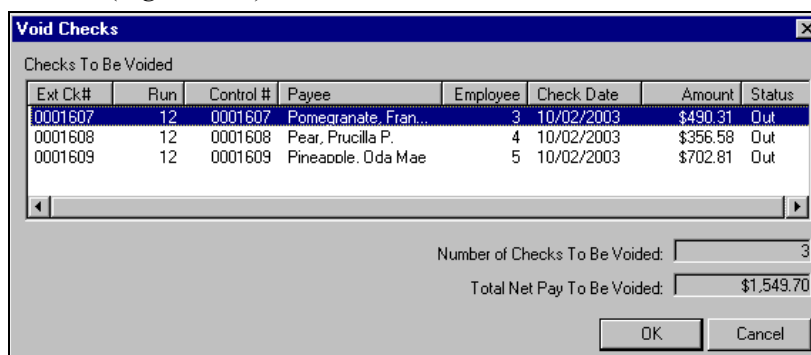 Void Checks
Checks To Be Voided
Ext Ck# Run Control # Payee Employee Check Date Amount Status
0001607 12 0001607 Pomegranate, Fran... 3 10/02/2003 $490.31 Out
0001608 12 0001608 Pear, Prucilla P. 4 10/02/2003 $356.58 Out
0001609 12 0001609 Pineapple, Oda Mae 5 10/02/2003 $702.81 Out
Number of Checks To Be Voided: 3
Total Net Pay To Be Voided: $1,549.70
OK Cancel